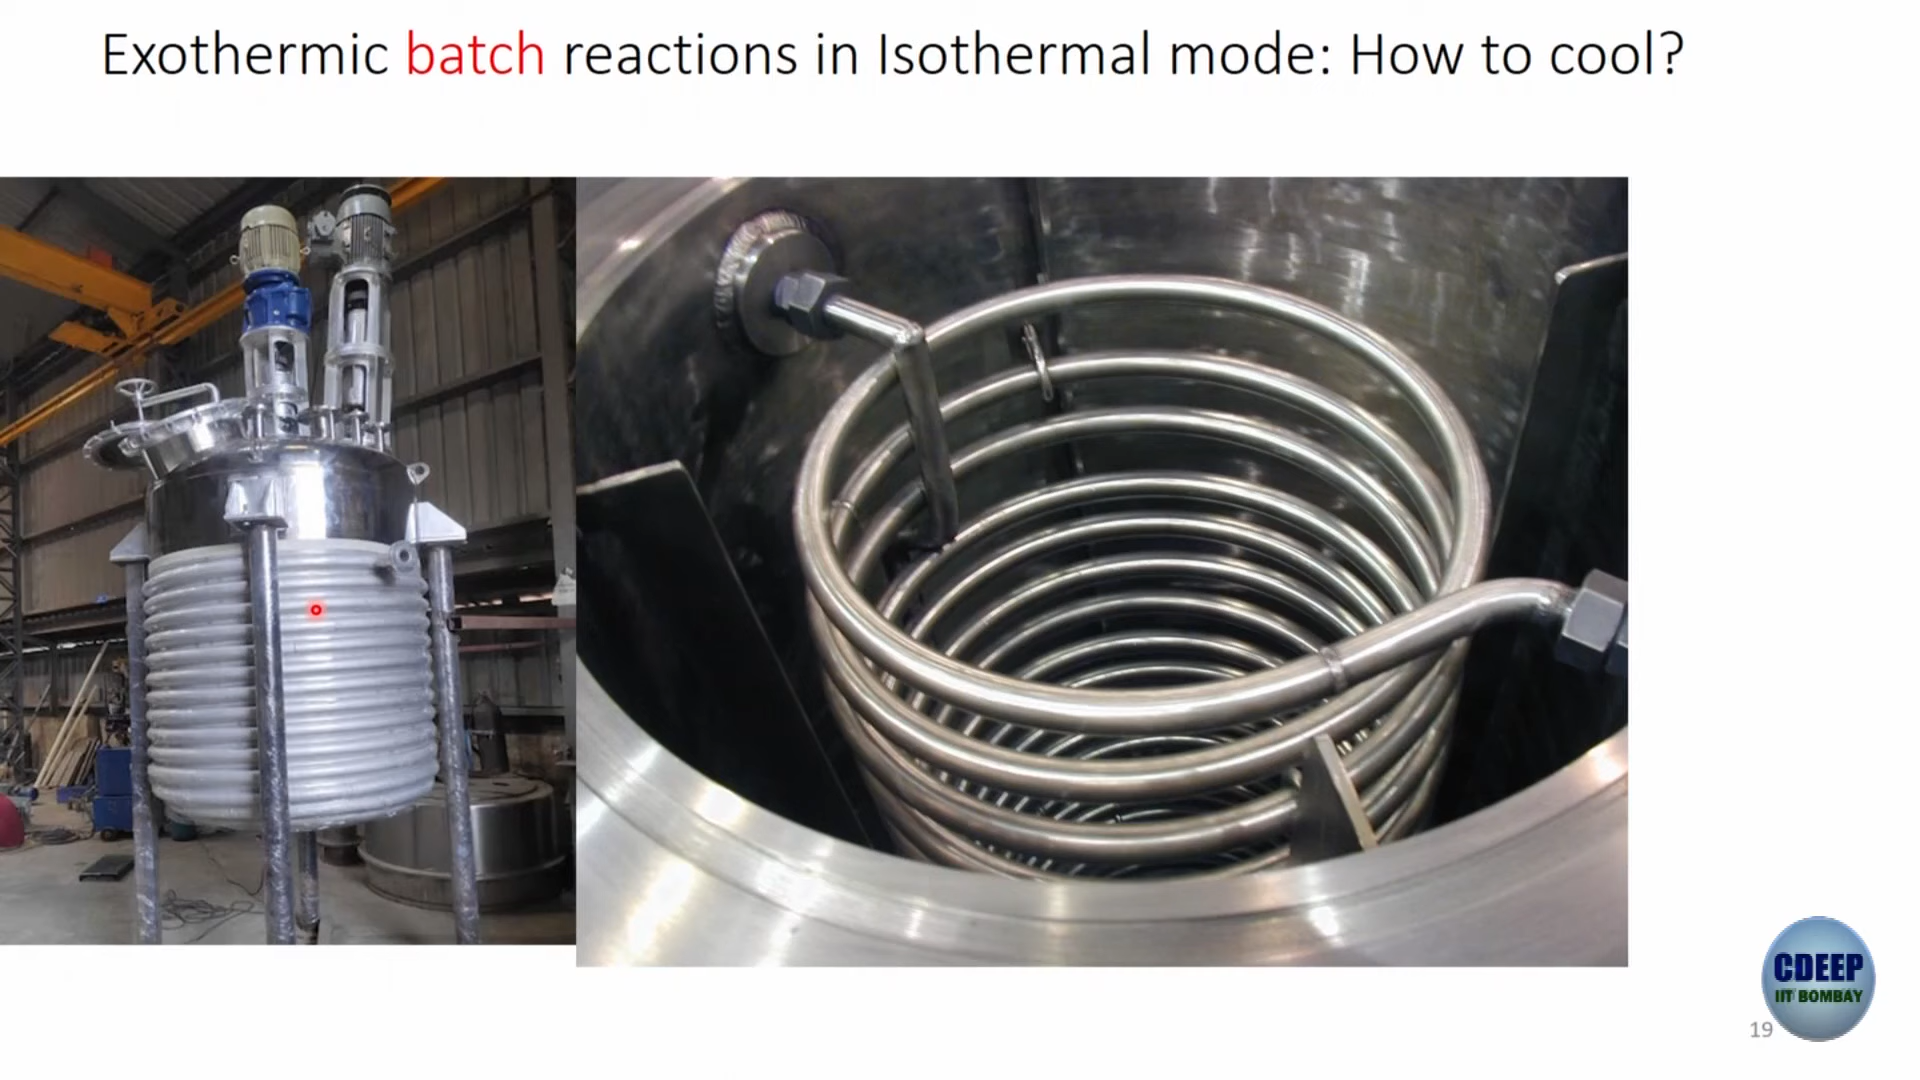 Exothermic batch reactions in Isothermal mode: How to cool?
CDEEP
IIT BOMBAY
19